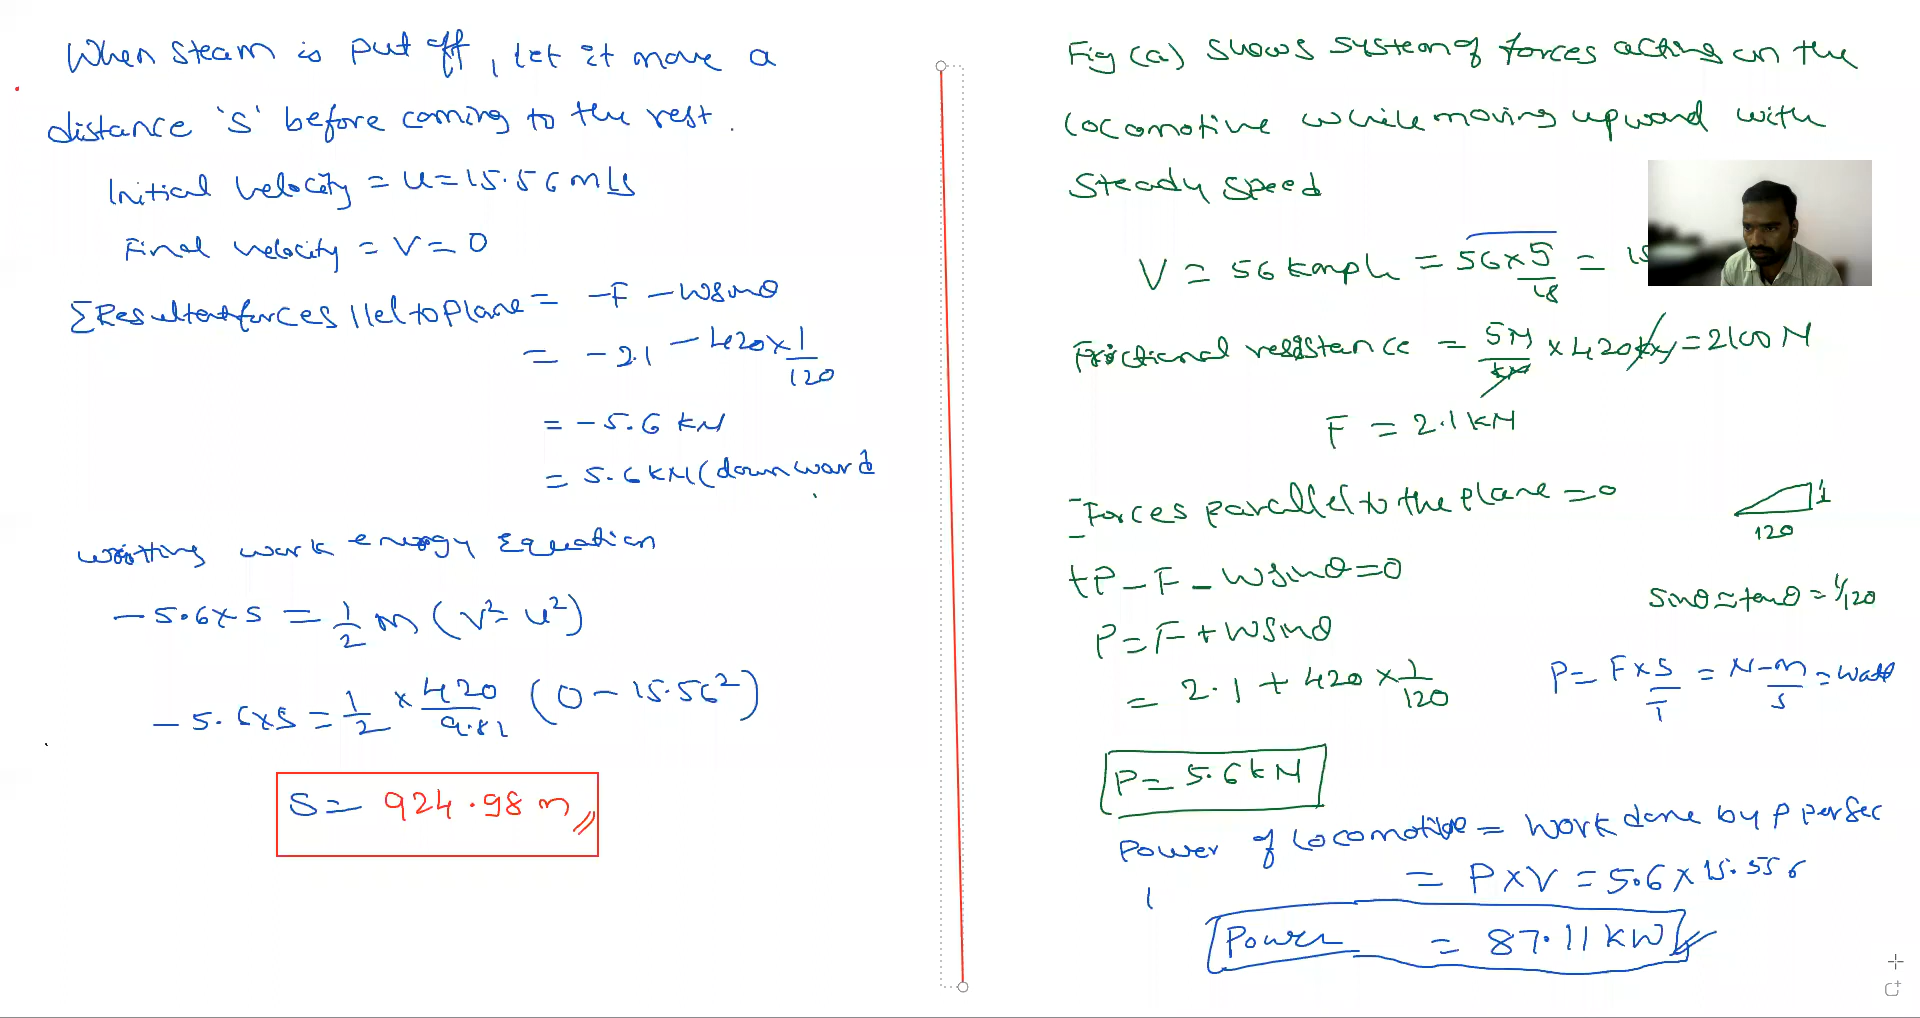 When steam is put off, let it move a
distance 's' before coming to the rest.
Initial velocity = u = 15.56 m/s
Final velocity = v = 0
Σ Resultant forces llel to plane = -F - W sinθ
= -2.1 - 420 × 1/120
= -5.6 kN
= 5.6 kN (downward
writting work energy Equation
-5.6 × s = 1/2 m (v² - u²)
-5.6 × s = 1/2 × 420/9.81 (0 - 15.56²)
S = 924.98 m
Fig (a) shows system of forces acting on the
locomotive while moving upward with
Steady speed
V = 56 kmph = 56 × 5/18 = 15
Frictional resistance = 5N/kN × 420 kN = 2100 N
F = 2.1 kN
Forces parallel to the plane = 0
1
120
+P - F - W sinθ = 0
sinθ ≈ tanθ = 1/120
P = F + W sinθ
= 2.1 + 420 × 1/120
P = F × S/T = N-m/s = watt
P = 5.6 kN
Power of locomotive = work done by P per sec
= P × V = 5.6 × 15.556
Power = 87.11 kW